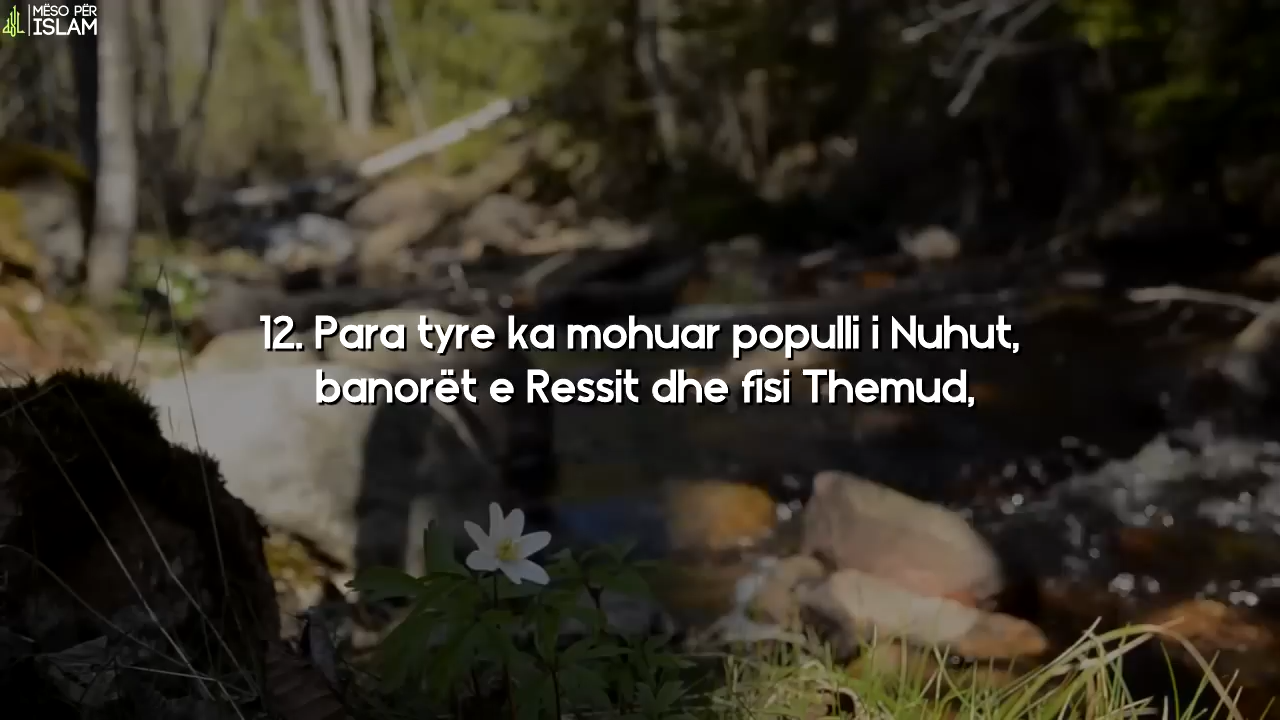 MËSO PËR
ISLAM
12. Para tyre ka mohuar populli i Nuhut,
banorët e Ressit dhe fisi Themud,